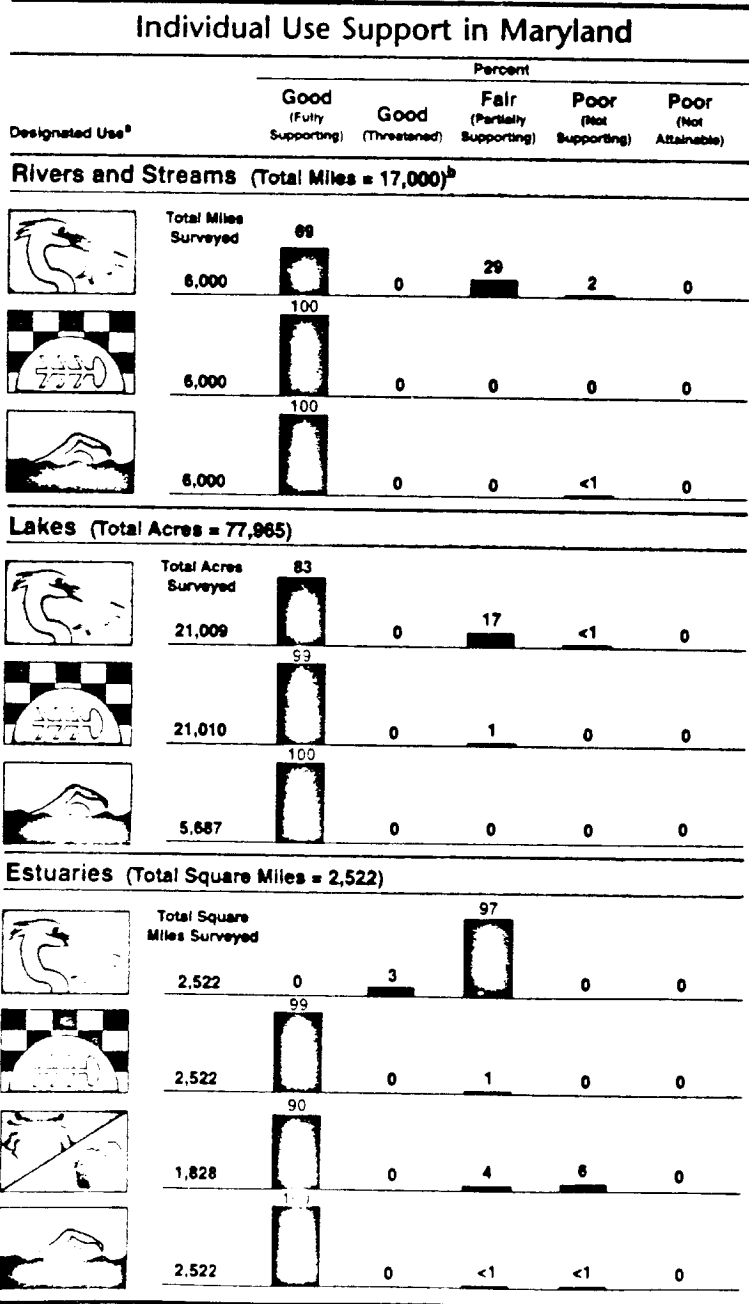 Individual Use Support in Maryland
Percent
Designated Useª
Good (Fully Supporting)
Good (Threatened)
Fair (Partially Supporting)
Poor (Not Supporting)
Poor (Not Attainable)
Rivers and Streams (Total Miles = 17,000)ᵇ
Total Miles Surveyed
69
6,000 0 29 2 0
100
6,000 0 0 0 0
100
6,000 0 0 <1 0
Lakes (Total Acres = 77,965)
Total Acres Surveyed
83
21,009 0 17 <1 0
99
21,010 0 1 0 0
100
5,687 0 0 0 0
Estuaries (Total Square Miles = 2,522)
Total Square Miles Surveyed
97
2,522 0 3 0 0
99
2,522 0 1 0 0
90
1,828 0 4 6 0
2,522 0 <1 <1 0